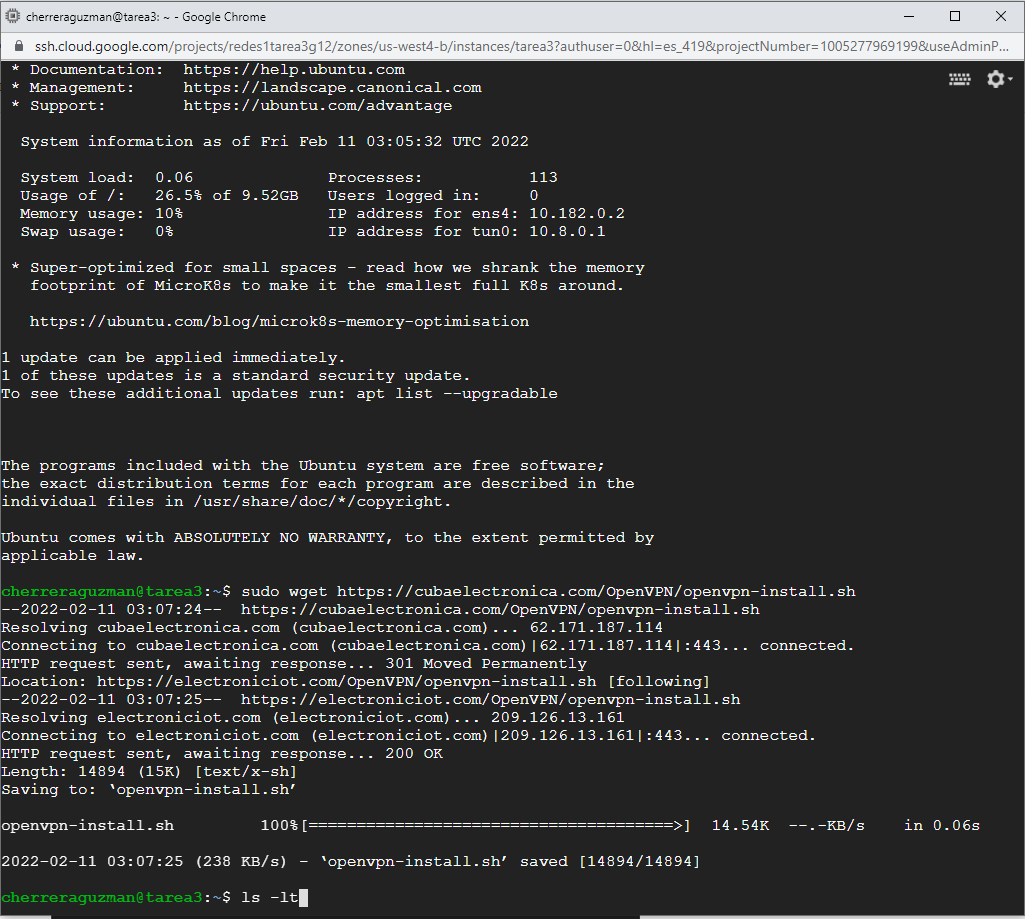 cherreraguzman@tarea3: ~ - Google Chrome
ssh.cloud.google.com/projects/redes1tarea3g12/zones/us-west4-b/instances/tarea3?authuser=0&hl=es_419&projectNumber=1005277969199&useAdminP...
* Documentation:  https://help.ubuntu.com
* Management:     https://landscape.canonical.com
* Support:        https://ubuntu.com/advantage
System information as of Fri Feb 11 03:05:32 UTC 2022
System load:  0.06              Processes:           113
Usage of /:   26.5% of 9.52GB   Users logged in:     0
Memory usage: 10%               IP address for ens4: 10.182.0.2
Swap usage:   0%                IP address for tun0: 10.8.0.1
* Super-optimized for small spaces - read how we shrank the memory
footprint of MicroK8s to make it the smallest full K8s around.
https://ubuntu.com/blog/microk8s-memory-optimisation
1 update can be applied immediately.
1 of these updates is a standard security update.
To see these additional updates run: apt list --upgradable
The programs included with the Ubuntu system are free software;
the exact distribution terms for each program are described in the
individual files in /usr/share/doc/*/copyright.
Ubuntu comes with ABSOLUTELY NO WARRANTY, to the extent permitted by
applicable law.
cherreraguzman@tarea3:~$ sudo wget https://cubaelectronica.com/OpenVPN/openvpn-install.sh
--2022-02-11 03:07:24--  https://cubaelectronica.com/OpenVPN/openvpn-install.sh
Resolving cubaelectronica.com (cubaelectronica.com)... 62.171.187.114
Connecting to cubaelectronica.com (cubaelectronica.com)|62.171.187.114|:443... connected.
HTTP request sent, awaiting response... 301 Moved Permanently
Location: https://electroniciot.com/OpenVPN/openvpn-install.sh [following]
--2022-02-11 03:07:25--  https://electroniciot.com/OpenVPN/openvpn-install.sh
Resolving electroniciot.com (electroniciot.com)... 209.126.13.161
Connecting to electroniciot.com (electroniciot.com)|209.126.13.161|:443... connected.
HTTP request sent, awaiting response... 200 OK
Length: 14894 (15K) [text/x-sh]
Saving to: ‘openvpn-install.sh’
openvpn-install.sh         100%[======================================>]  14.54K  --.-KB/s    in 0.06s
2022-02-11 03:07:25 (238 KB/s) - ‘openvpn-install.sh’ saved [14894/14894]
cherreraguzman@tarea3:~$ ls -lt